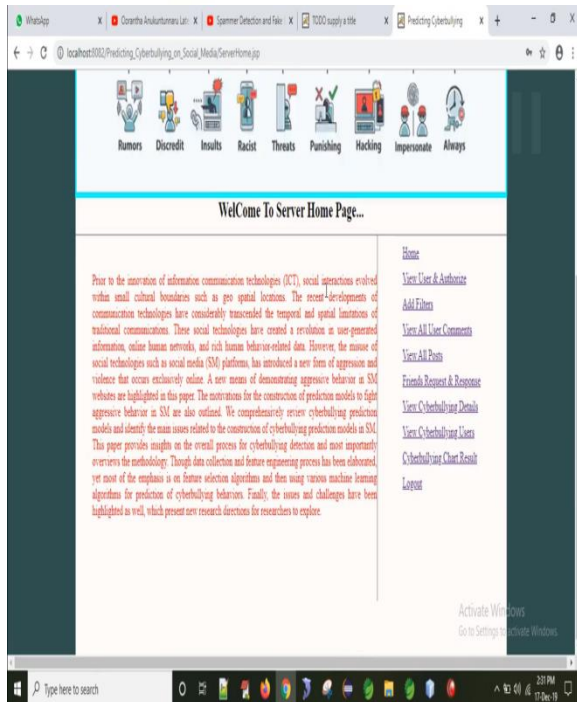 WhatsApp
Oorantha Anukuntunnaru Late
Spammer Detection and Fake
TODO supply a title
Predicting Cyberbullying
localhost:8082/Predicting_Cyberbullying_on_Social_Media/ServerHome.jsp
Rumors Discredit Insults Racist Threats Punishing Hacking Impersonate Always
WelCome To Server Home Page...
Prior to the innovation of information communication technologies (ICT), social interactions evolved
within small cultural boundaries such as geo spatial locations. The recent developments of
communication technologies have considerably transcended the temporal and spatial limitations of
traditional communications. These social technologies have created a revolution in user-generated
information, online human networks, and rich human behavior-related data. However, the misuse of
social technologies such as social media (SM) platforms, has introduced a new form of aggression and
violence that occurs exclusively online. A new means of demonstrating aggressive behavior in SM
websites are highlighted in this paper. The motivations for the construction of prediction models to fight
aggressive behavior in SM are also outlined. We comprehensively review cyberbullying prediction
models and identify the main issues related to the construction of cyberbullying prediction models in SM.
This paper provides insights on the overall process for cyberbullying detection and most importantly
overviews the methodology. Though data collection and feature engineering process has been elaborated,
yet most of the emphasis is on feature selection algorithms and then using various machine learning
algorithms for prediction of cyberbullying behaviors. Finally, the issues and challenges have been
highlighted as well, which present new research directions for researchers to explore.
Home
View User & Authorize
Add Filters
View All User Comments
View All Posts
Friends Request & Response
View Cyberbullying Details
View Cyberbullying Users
Cyberbullying Chart Result
Logout
Activate Windows
Go to Settings to activate Windows.
Type here to search
2:31 PM
17-Dec-19